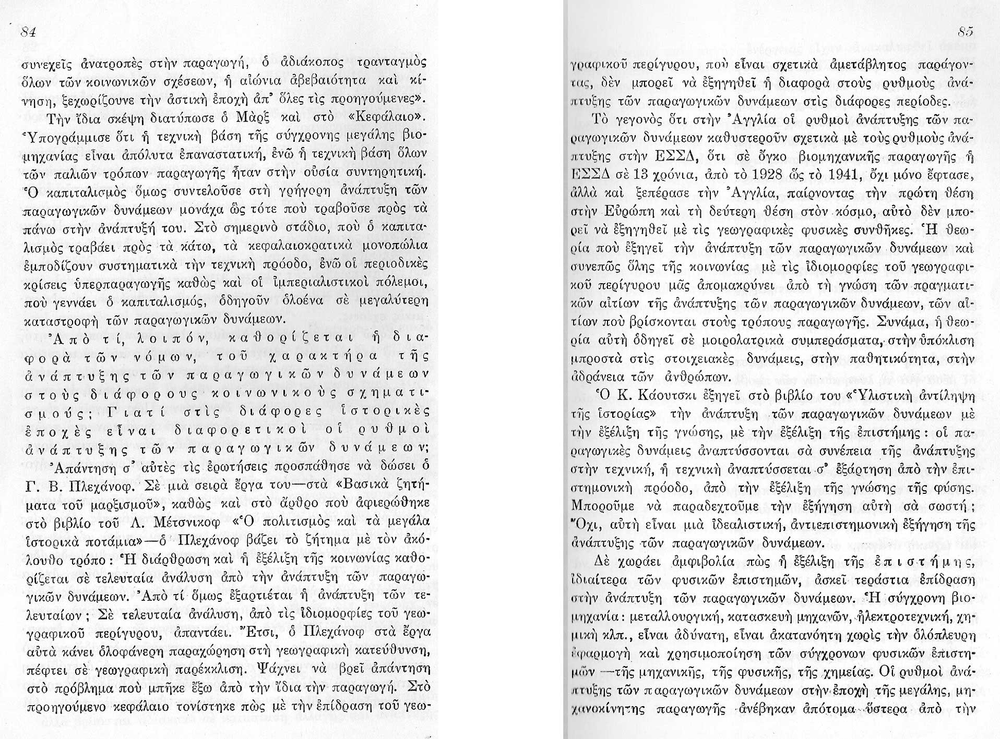 84
συνεχεῖς ἀνατροπὲς στὴν παραγωγή, ὁ ἀδιάκοπος τρανταγμὸς
ὅλων τῶν κοινωνικῶν σχέσεων, ἡ αἰώνια ἀβεβαιότητα καὶ κί-
νηση, ξεχωρίζουνε τὴν ἀστικὴ ἐποχὴ ἀπ᾿ ὅλες τὶς προηγούμενες».
Τὴν ἴδια σκέψη διατύπωσε ὁ Μὰρξ καὶ στὸ «Κεφάλαιο».
Ὑπογράμμισε ὅτι ἡ τεχνικὴ βάση τῆς σύγχρονης μεγάλης βιο-
μηχανίας εἶναι ἀπόλυτα ἐπαναστατική, ἐνῶ ἡ τεχνικὴ βάση ὅλων
τῶν παλιῶν τρόπων παραγωγῆς ἦταν στὴν οὐσία συντηρητική.
Ὁ καπιταλισμὸς ὅμως συντελοῦσε στὴ γρήγορη ἀνάπτυξη τῶν
παραγωγικῶν δυνάμεων μονάχα ὣς τότε ποὺ τραβοῦσε πρὸς τὰ
πάνω στὴν ἀνάπτυξή του. Στὸ σημερινὸ στάδιο, ποὺ ὁ καπιτα-
λισμὸς τραβάει πρὸς τὰ κάτω, τὰ κεφαλαιοκρατικὰ μονοπώλια
ἐμποδίζουν συστηματικὰ τὴν τεχνικὴ πρόοδο, ἐνῶ οἱ περιοδικὲς
κρίσεις ὑπερπαραγωγῆς καθὼς καὶ οἱ ἰμπεριαλιστικοὶ πόλεμοι,
ποὺ γεννάει ὁ καπιταλισμός, ὁδηγοῦν ὁλοένα σὲ μεγαλύτερη
καταστροφὴ τῶν παραγωγικῶν δυνάμεων.
Ἀπὸ τί, λοιπόν, καθορίζεται ἡ δια-
φορὰ τῶν νόμων, τοῦ χαρακτήρα τῆς
ἀνάπτυξης τῶν παραγωγικῶν δυνάμεων
στοὺς διάφορους κοινωνικοὺς σχηματι-
σμούς; Γιατί στὶς διάφορες ἱστορικὲς
ἐποχὲς εἶναι διαφορετικοὶ οἱ ρυθμοὶ
ἀνάπτυξης τῶν παραγωγικῶν δυνάμεων;
Ἀπάντηση σ᾿ αὐτὲς τὶς ἐρωτήσεις προσπάθησε νὰ δώσει ὁ
Γ. Β. Πλεχάνοφ. Σὲ μιὰ σειρὰ ἔργα του—στὰ «Βασικὰ ζητή-
ματα τοῦ μαρξισμοῦ», καθὼς καὶ στὸ ἄρθρο ποὺ ἀφιερώθηκε
στὸ βιβλίο τοῦ Λ. Μέτσνικοφ «Ὁ πολιτισμὸς καὶ τὰ μεγάλα
ἱστορικὰ ποτάμια»—ὁ Πλεχάνοφ βάζει τὸ ζήτημα μὲ τὸν ἀκό-
λουθο τρόπο: Ἡ διάρθρωση καὶ ἡ ἐξέλιξη τῆς κοινωνίας καθο-
ρίζεται σὲ τελευταία ἀνάλυση ἀπὸ τὴν ἀνάπτυξη τῶν παραγω-
γικῶν δυνάμεων. Ἀπὸ τί ὅμως ἐξαρτιέται ἡ ἀνάπτυξη τῶν τε-
λευταίων; Σὲ τελευταία ἀνάλυση, ἀπὸ τὶς ἰδιομορφίες τοῦ γεω-
γραφικοῦ περίγυρου, ἀπαντάει. Ἔτσι, ὁ Πλεχάνοφ στὰ ἔργα
αὐτὰ κάνει ὁλοφάνερη παραχώρηση στὴ γεωγραφικὴ κατεύθυνση,
πέφτει σὲ γεωγραφικὴ παρέκκλιση. Ψάχνει νὰ βρεῖ ἀπάντηση
στὸ πρόβλημα ποὺ μπῆκε ἔξω ἀπὸ τὴν ἴδια τὴν παραγωγή. Στὸ
προηγούμενο κεφάλαιο τονίστηκε πὼς μὲ τὴν ἐπίδραση τοῦ γεω-
85
γραφικοῦ περίγυρου, ποὺ εἶναι σχετικὰ ἀμετάβλητος παράγον-
τας, δὲν μπορεῖ νὰ ἐξηγηθεῖ ἡ διαφορὰ στοὺς ρυθμοὺς ἀνά-
πτυξης τῶν παραγωγικῶν δυνάμεων στὶς διάφορες περίοδες.
Τὸ γεγονὸς ὅτι στὴν Ἀγγλία οἱ ρυθμοὶ ἀνάπτυξης τῶν πα-
ραγωγικῶν δυνάμεων καθυστεροῦν σχετικὰ μὲ τοὺς ρυθμοὺς ἀνά-
πτυξης στὴν ΕΣΣΔ, ὅτι σὲ ὄγκο βιομηχανικῆς παραγωγῆς ἡ
ΕΣΣΔ σὲ 13 χρόνια, ἀπὸ τὸ 1928 ὣς τὸ 1941, ὄχι μόνο ἔφτασε,
ἀλλὰ καὶ ξεπέρασε τὴν Ἀγγλία, παίρνοντας τὴν πρώτη θέση
στὴν Εὐρώπη καὶ τὴ δεύτερη θέση στὸν κόσμο, αὐτὸ δὲν μπο-
ρεῖ νὰ ἐξηγηθεῖ μὲ τὶς γεωγραφικὲς φυσικὲς συνθῆκες. Ἡ θεω-
ρία ποὺ ἐξηγεῖ τὴν ἀνάπτυξη τῶν παραγωγικῶν δυνάμεων καὶ
συνεπῶς ὅλης τῆς κοινωνίας μὲ τὶς ἰδιομορφίες τοῦ γεωγραφι-
κοῦ περίγυρου μᾶς ἀπομακρύνει ἀπὸ τὴ γνώση τῶν πραγματι-
κῶν αἰτίων τῆς ἀνάπτυξης τῶν παραγωγικῶν δυνάμεων, τῶν αἰ-
τίων ποὺ βρίσκονται στοὺς τρόπους παραγωγῆς. Συνάμα, ἡ θεω-
ρία αὐτὴ ὁδηγεῖ σὲ μοιρολατρικὰ συμπεράσματα, στὴν ὑπόκλιση
μπροστὰ στὶς στοιχειακὲς δυνάμεις, στὴν παθητικότητα, στὴν
ἀδράνεια τῶν ἀνθρώπων.
Ὁ Κ. Κάουτσκι ἐξηγεῖ στὸ βιβλίο του «Ὑλιστικὴ ἀντίληψη
τῆς ἱστορίας» τὴν ἀνάπτυξη τῶν παραγωγικῶν δυνάμεων μὲ
τὴν ἐξέλιξη τῆς γνώσης, μὲ τὴν ἐξέλιξη τῆς ἐπιστήμης: οἱ πα-
ραγωγικὲς δυνάμεις ἀναπτύσσονται σὰ συνέπεια τῆς ἀνάπτυξης
στὴν τεχνική, ἡ τεχνικὴ ἀναπτύσσεται σ᾿ ἐξάρτηση ἀπὸ τὴν ἐπι-
στημονικὴ πρόοδο, ἀπὸ τὴν ἐξέλιξη τῆς γνώσης τῆς φύσης.
Μποροῦμε νὰ παραδεχτοῦμε τὴν ἐξήγηση αὐτὴ σὰ σωστή;
Ὄχι, αὐτὴ εἶναι μιὰ ἰδεαλιστική, ἀντιεπιστημονικὴ ἐξήγηση τῆς
ἀνάπτυξης τῶν παραγωγικῶν δυνάμεων.
Δὲ χωράει ἀμφιβολία πὼς ἡ ἐξέλιξη τῆς ἐπιστήμης,
ἰδιαίτερα τῶν φυσικῶν ἐπιστημῶν, ἀσκεῖ τεράστια ἐπίδραση
στὴν ἀνάπτυξη τῶν παραγωγικῶν δυνάμεων. Ἡ σύγχρονη βιο-
μηχανία: μεταλλουργική, κατασκευὴ μηχανῶν, ἠλεκτροτεχνική, χη-
μικὴ κλπ., εἶναι ἀδύνατη, εἶναι ἀκατανόητη χωρὶς τὴν ὁλόπλευρη
ἐφαρμογὴ καὶ χρησιμοποίηση τῶν σύγχρονων φυσικῶν ἐπιστη-
μῶν —τῆς μηχανικῆς, τῆς φυσικῆς, τῆς χημείας. Οἱ ρυθμοὶ ἀνά-
πτυξης τῶν παραγωγικῶν δυνάμεων στὴν ἐποχὴ τῆς μεγάλης, μη-
χανοκίνητης παραγωγῆς ἀνέβηκαν ἀπότομα ὕστερα ἀπὸ τὴν